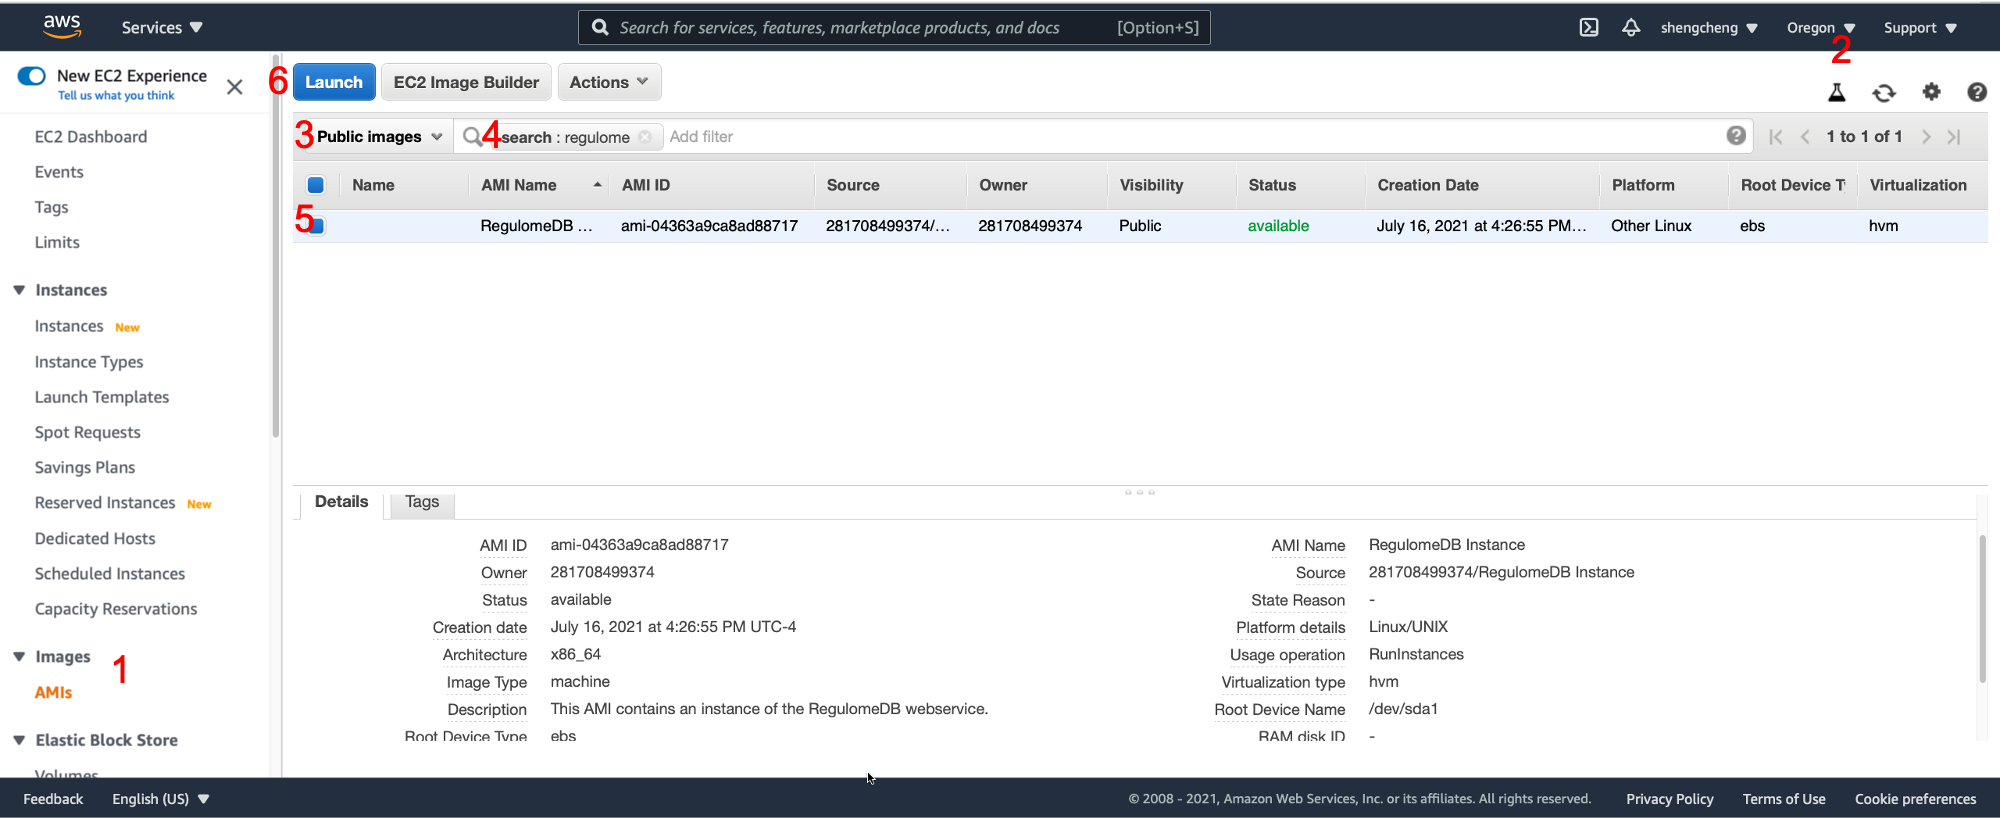 aws Services Search for services, features, marketplace products, and docs [Option+S] shengcheng Oregon Support
2
New EC2 Experience
Tell us what you think
6 Launch EC2 Image Builder Actions
3 Public images 4 search : regulome Add filter 1 to 1 of 1
Name AMI Name AMI ID Source Owner Visibility Status Creation Date Platform Root Device T Virtualization
5 RegulomeDB ... ami-04363a9ca8ad88717 281708499374/... 281708499374 Public available July 16, 2021 at 4:26:55 PM... Other Linux ebs hvm
EC2 Dashboard
Events
Tags
Limits
Instances
Instances New
Instance Types
Launch Templates
Spot Requests
Savings Plans
Reserved Instances New
Dedicated Hosts
Scheduled Instances
Capacity Reservations
Images
1
AMIs
Elastic Block Store
Volumes
Details Tags
AMI ID ami-04363a9ca8ad88717
Owner 281708499374
Status available
Creation date July 16, 2021 at 4:26:55 PM UTC-4
Architecture x86_64
Image Type machine
Description This AMI contains an instance of the RegulomeDB webservice.
Root Device Type ebs
AMI Name RegulomeDB Instance
Source 281708499374/RegulomeDB Instance
State Reason -
Platform details Linux/UNIX
Usage operation RunInstances
Virtualization type hvm
Root Device Name /dev/sda1
RAM disk ID -
Feedback English (US) © 2008 - 2021, Amazon Web Services, Inc. or its affiliates. All rights reserved. Privacy Policy Terms of Use Cookie preferences